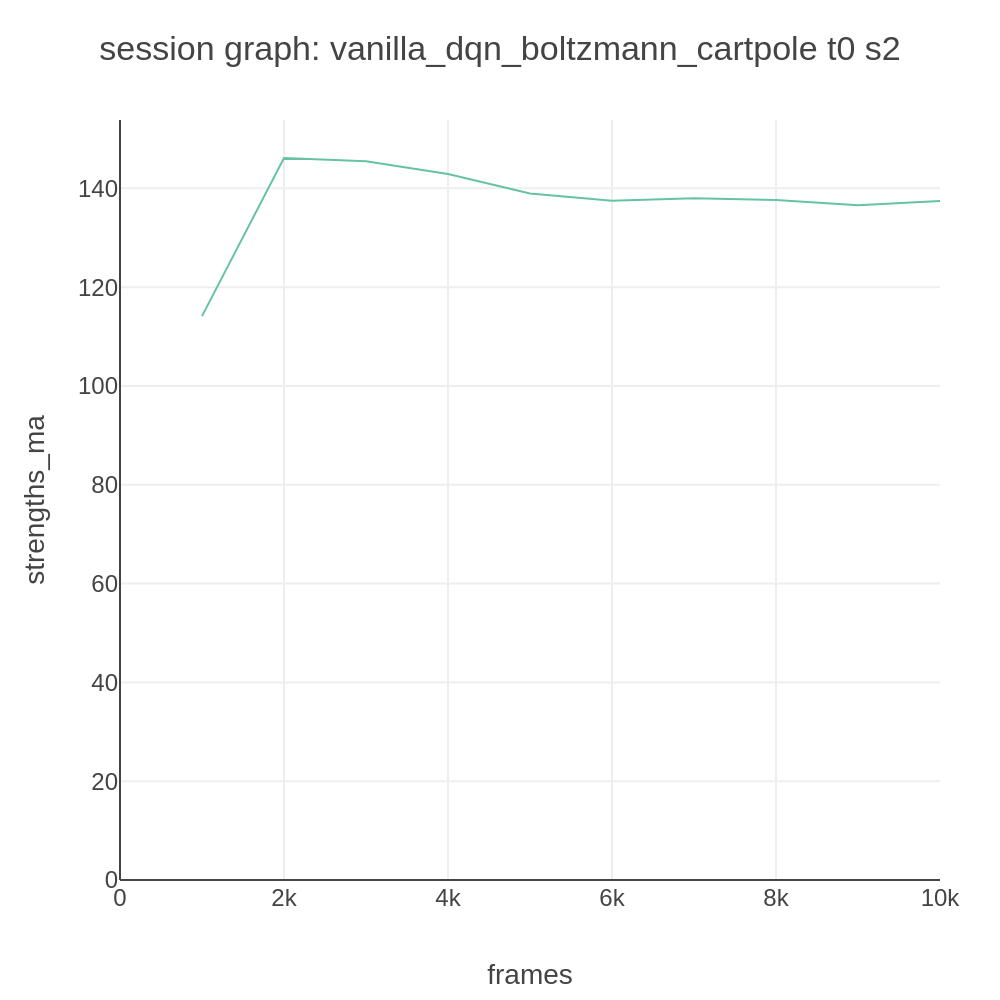 session graph: vanilla_dqn_boltzmann_cartpole t0 s2
140
120
100
80
60
40
20
0
strengths_ma
0 2k 4k 6k 8k 10k
frames